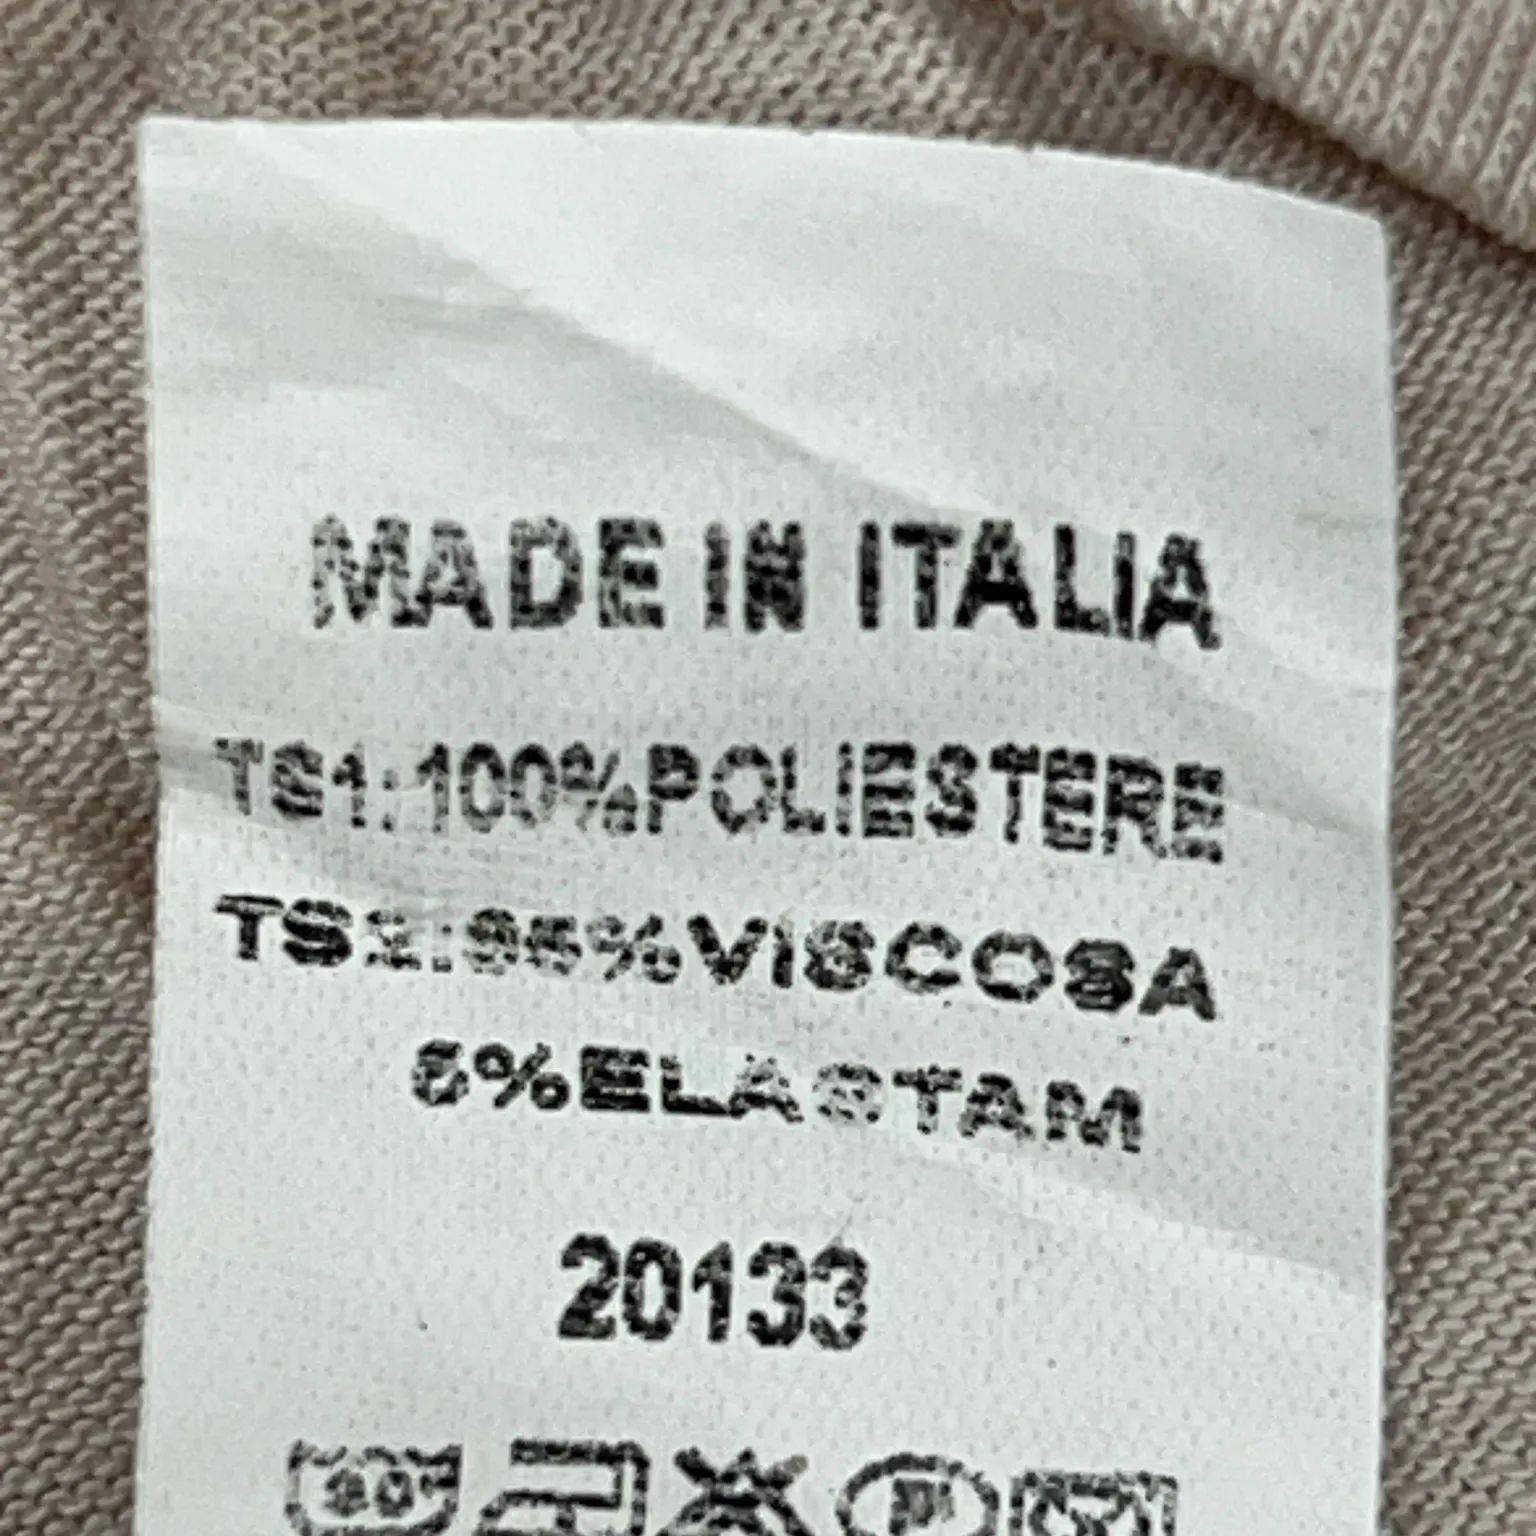 MADE IN ITALIA
TS1:100%POLIESTERE
TS2:95%VISCOSA
5%ELASTAM
20133
P